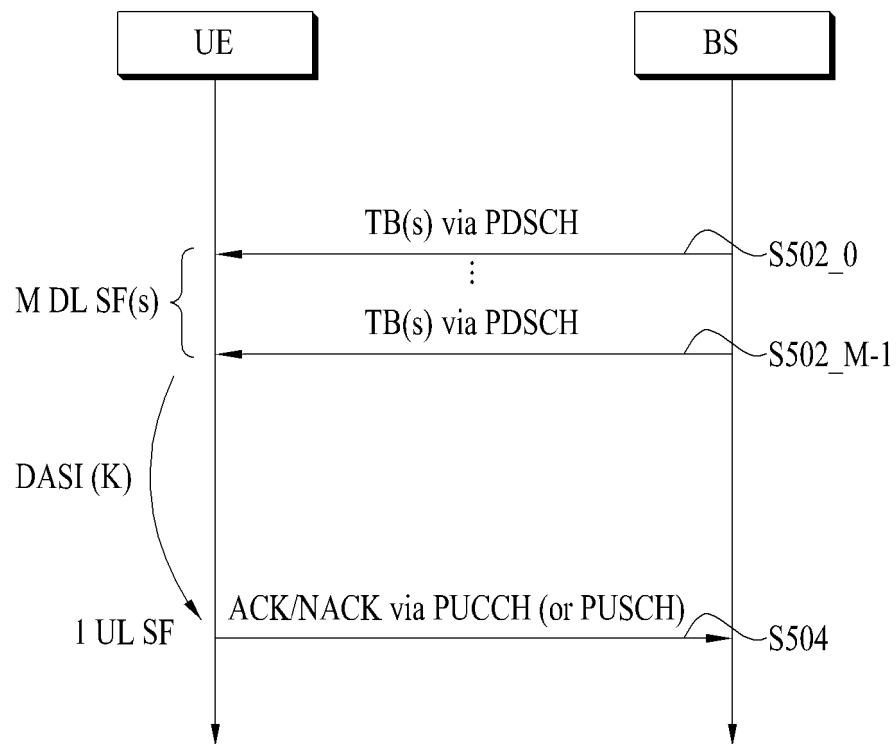 UE
BS
TB(s) via PDSCH
S502_0
⋮
M DL SF(s)
TB(s) via PDSCH
S502_M-1
DASI (K)
ACK/NACK via PUCCH (or PUSCH)
1 UL SF
S504